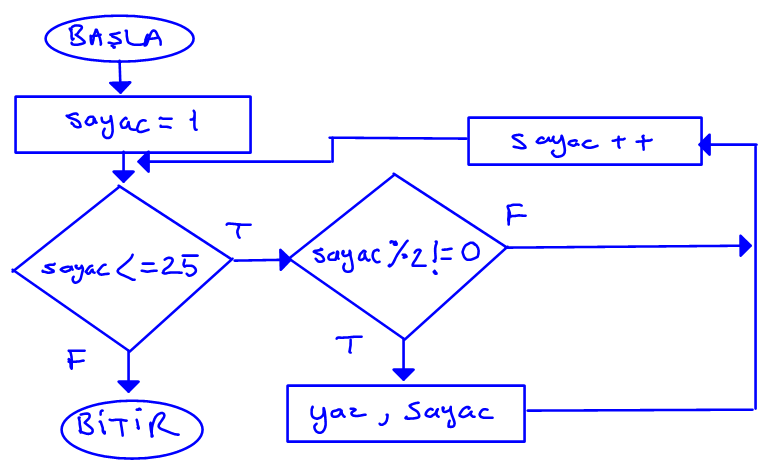 BAŞLA
sayac = 1
sayac ++
T
F
sayac <= 25
sayac % 2 != 0
F
T
yaz, sayac
BİTİR